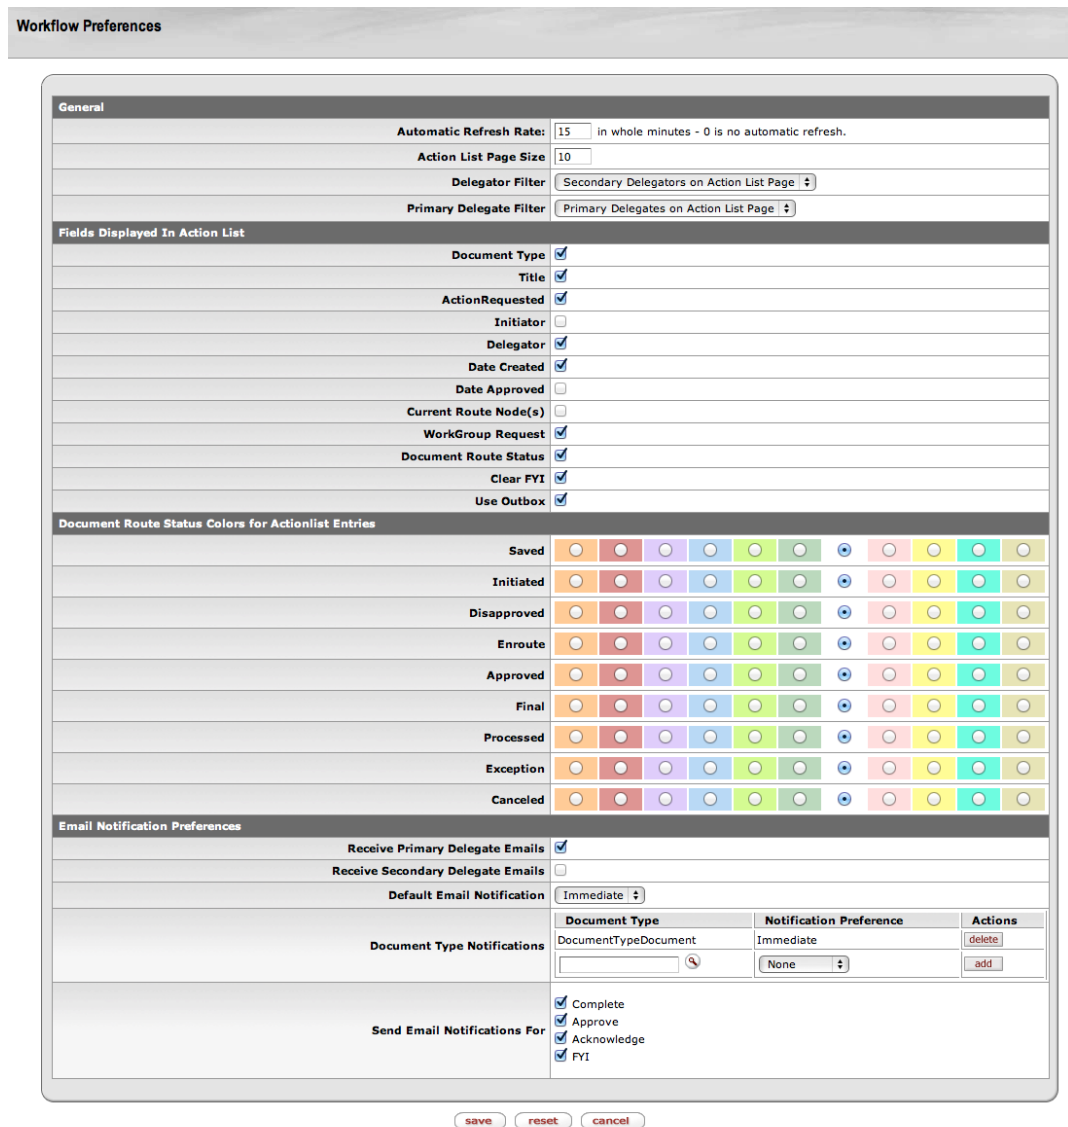 Workflow Preferences
General
Automatic Refresh Rate: 15 in whole minutes - 0 is no automatic refresh.
Action List Page Size 10
Delegator Filter Secondary Delegators on Action List Page
Primary Delegate Filter Primary Delegates on Action List Page
Fields Displayed In Action List
Document Type
Title
ActionRequested
Initiator
Delegator
Date Created
Date Approved
Current Route Node(s)
WorkGroup Request
Document Route Status
Clear FYI
Use Outbox
Document Route Status Colors for Actionlist Entries
Saved
Initiated
Disapproved
Enroute
Approved
Final
Processed
Exception
Canceled
Email Notification Preferences
Receive Primary Delegate Emails
Receive Secondary Delegate Emails
Default Email Notification Immediate
Document Type Notifications
Document Type Notification Preference Actions
DocumentTypeDocument Immediate delete
None add
Send Email Notifications For
Complete
Approve
Acknowledge
FYI
save reset cancel